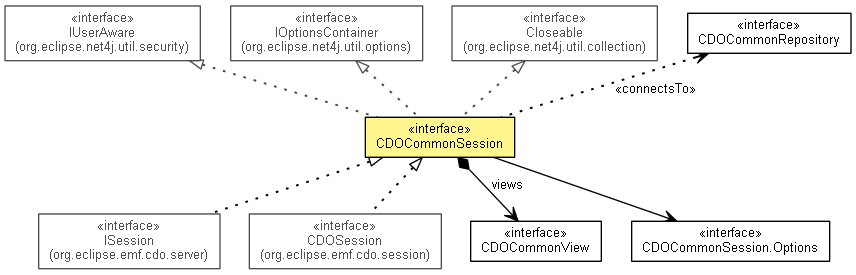 «interface»
IUserAware
(org.eclipse.net4j.util.security)
«interface»
IOptionsContainer
(org.eclipse.net4j.util.options)
«interface»
Closeable
(org.eclipse.net4j.util.collection)
«interface»
CDOCommonRepository
«connectsTo»
«interface»
CDOCommonSession
views
«interface»
ISession
(org.eclipse.emf.cdo.server)
«interface»
CDOSession
(org.eclipse.emf.cdo.session)
«interface»
CDOCommonView
«interface»
CDOCommonSession.Options